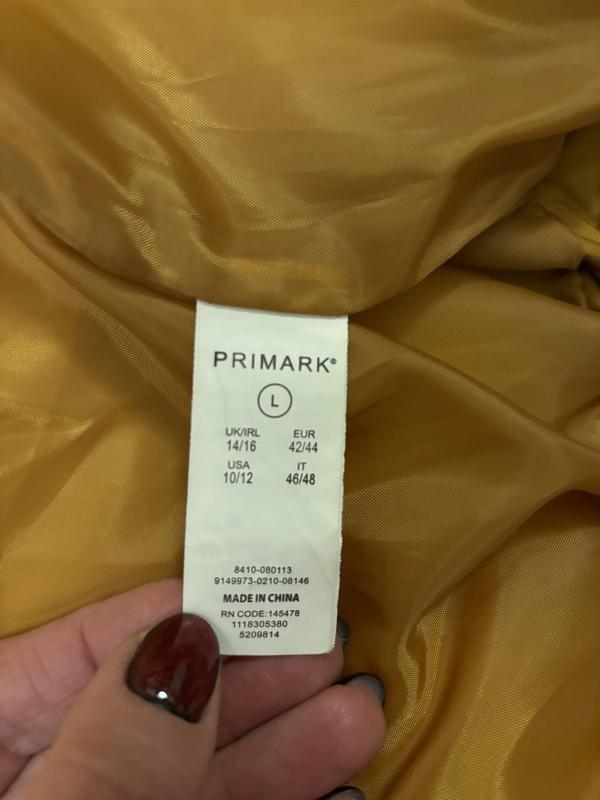 PRIMARK®
L
UK/IRL EUR
14/16 42/44
USA IT
10/12 46/48
8410-080113
9149973-0210-08146
MADE IN CHINA
RN CODE:145478
1118305380
5209814